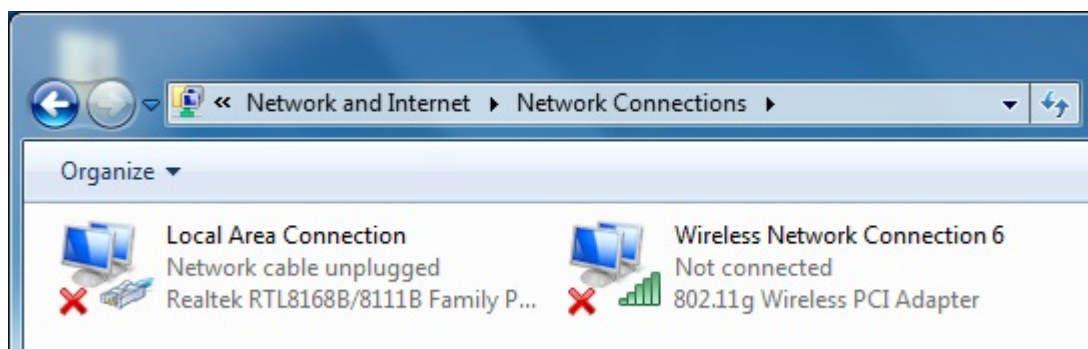 « Network and Internet ▸ Network Connections ▸
Organize
Local Area Connection
Network cable unplugged
Realtek RTL8168B/8111B Family P...
Wireless Network Connection 6
Not connected
802.11g Wireless PCI Adapter